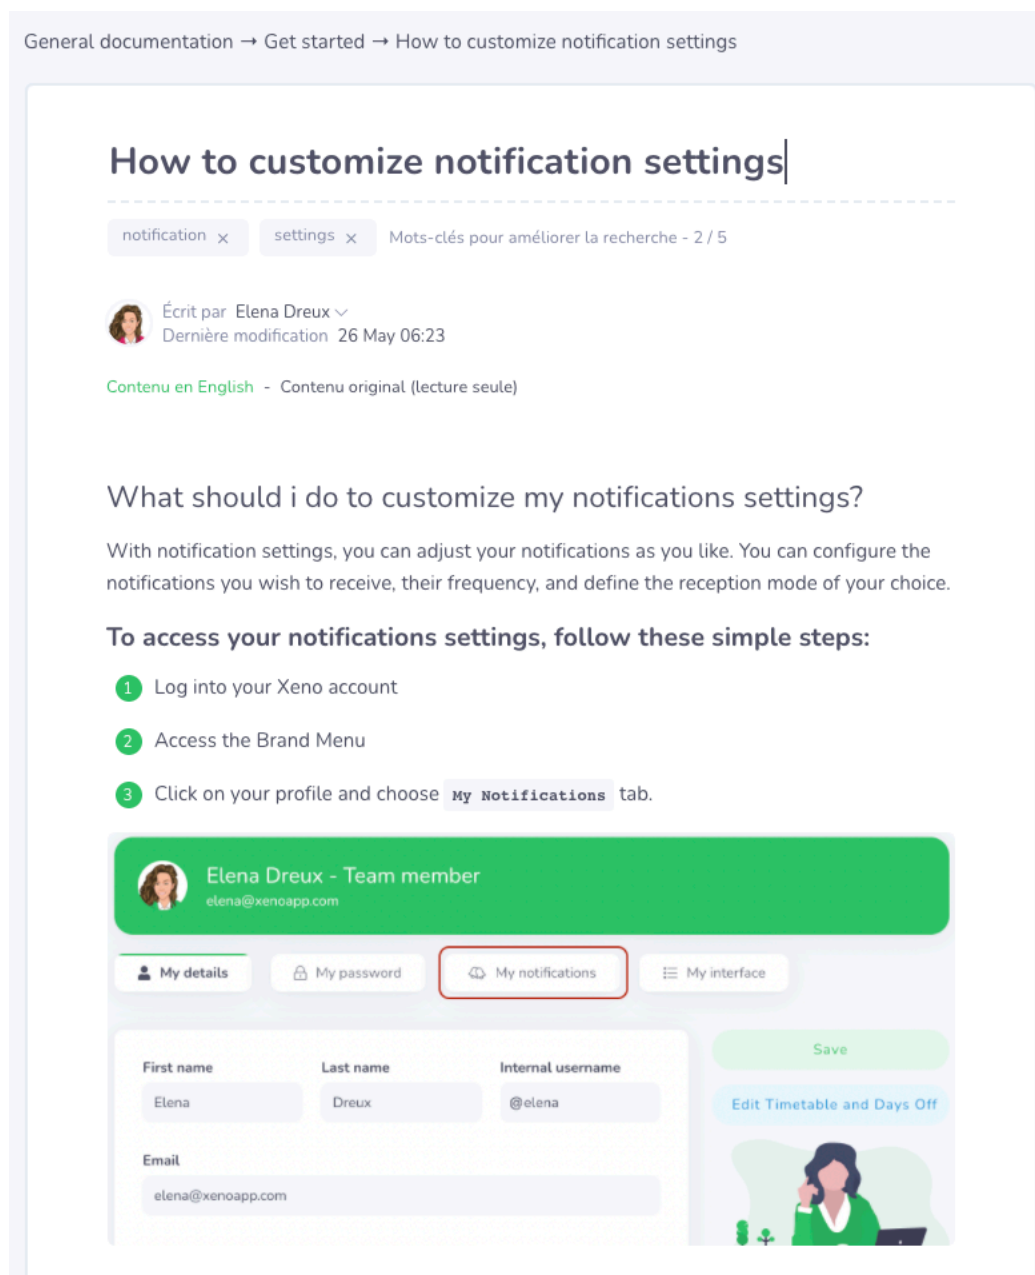 General documentation → Get started → How to customize notification settings
How to customize notification settings
notification × settings × Mots-clés pour améliorer la recherche - 2 / 5
Écrit par Elena Dreux
Dernière modification 26 May 06:23
Contenu en English - Contenu original (lecture seule)
What should i do to customize my notifications settings?
With notification settings, you can adjust your notifications as you like. You can configure the
notifications you wish to receive, their frequency, and define the reception mode of your choice.
To access your notifications settings, follow these simple steps:
1 Log into your Xeno account
2 Access the Brand Menu
3 Click on your profile and choose My Notifications tab.
Elena Dreux - Team member
elena@xenoapp.com
My details My password My notifications My interface
Save
First name Last name Internal username
Elena Dreux @elena
Edit Timetable and Days Off
Email
elena@xenoapp.com